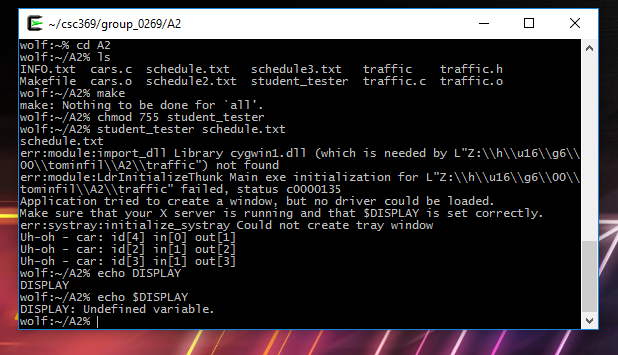 ~/csc369/group_0269/A2
wolf:~% cd A2
wolf:~/A2% ls
INFO.txt  cars.c  schedule.txt   schedule3.txt   traffic    traffic.h
Makefile  cars.o  schedule2.txt  student_tester  traffic.c  traffic.o
wolf:~/A2% make
make: Nothing to be done for `all'.
wolf:~/A2% chmod 755 student_tester
wolf:~/A2% student_tester schedule.txt
schedule.txt
err:module:import_dll Library cygwin1.dll (which is needed by L"Z:\\h\\u16\\g6\\
00\\tominfil\\A2\\traffic") not found
err:module:LdrInitializeThunk Main exe initialization for L"Z:\\h\\u16\\g6\\00\\
tominfil\\A2\\traffic" failed, status c0000135
Application tried to create a window, but no driver could be loaded.
Make sure that your X server is running and that $DISPLAY is set correctly.
err:systray:initialize_systray Could not create tray window
Uh-oh - car: id[4] in[0] out[1]
Uh-oh - car: id[2] in[1] out[2]
Uh-oh - car: id[3] in[1] out[3]
wolf:~/A2% echo DISPLAY
DISPLAY
wolf:~/A2% echo $DISPLAY
DISPLAY: Undefined variable.
wolf:~/A2%